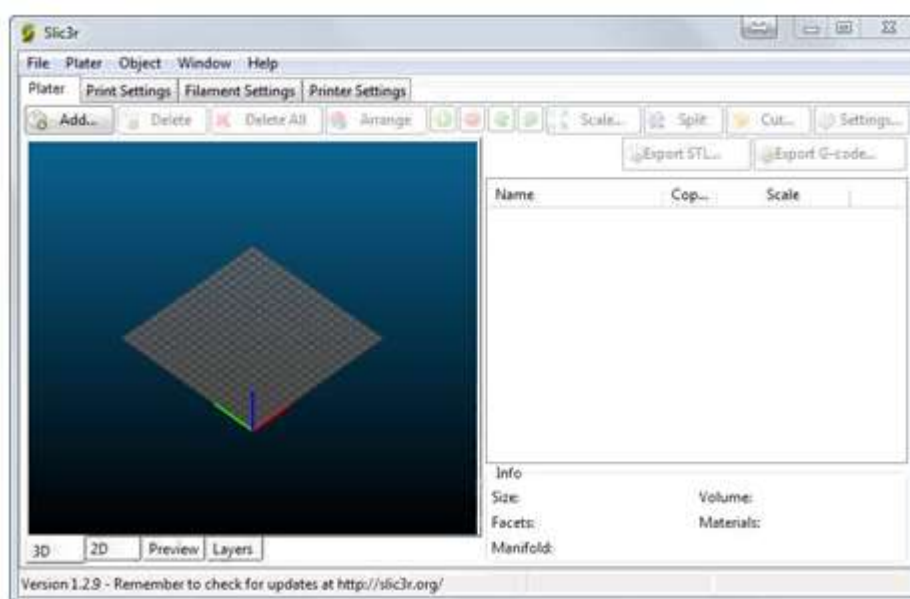 Slic3r
File Plater Object Window Help
Plater Print Settings Filament Settings Printer Settings
Add... Delete Delete All Arrange Scale... Split Cut... Settings...
Export STL... Export G-code...
Name Cop... Scale
Info
Size: Volume:
Facets: Materials:
Manifold:
3D 2D Preview Layers
Version 1.2.9 - Remember to check for updates at http://slic3r.org/